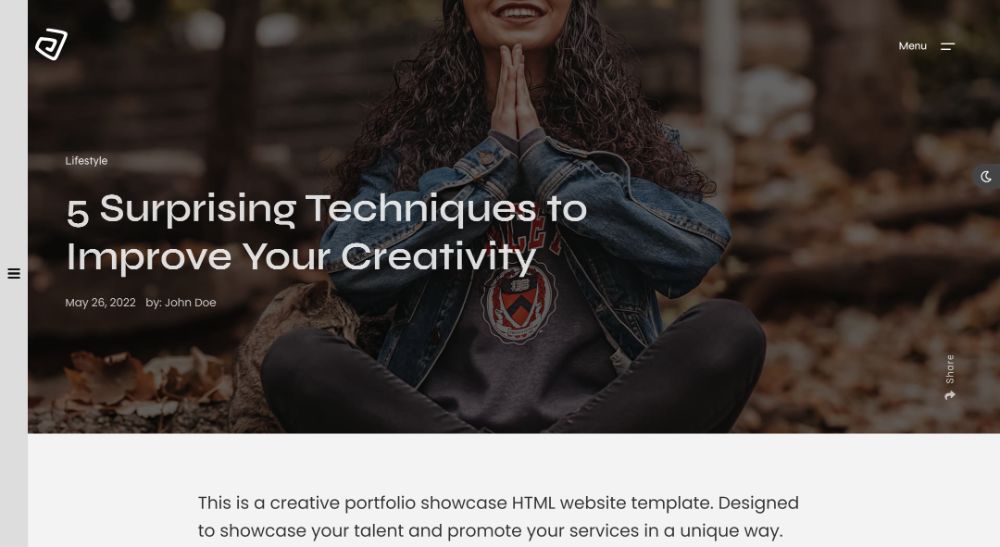 Menu
Lifestyle
5 Surprising Techniques to
Improve Your Creativity
May 26, 2022 by: John Doe
Share
This is a creative portfolio showcase HTML website template. Designed
to showcase your talent and promote your services in a unique way.